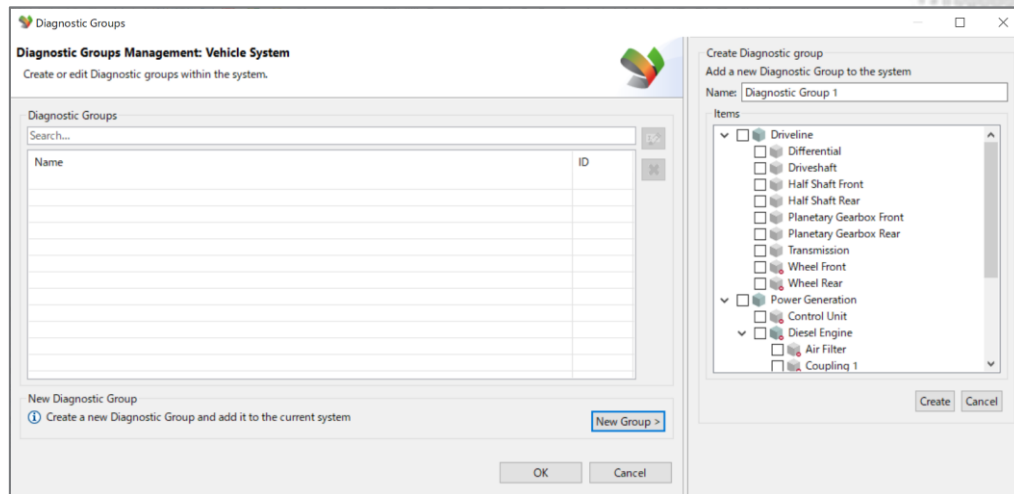 Diagnostic Groups
Diagnostic Groups Management: Vehicle System
Create or edit Diagnostic groups within the system.
Diagnostic Groups
Search...
Name ID
New Diagnostic Group
Create a new Diagnostic Group and add it to the current system
New Group >
OK Cancel
Create Diagnostic group
Add a new Diagnostic Group to the system
Name: Diagnostic Group 1
Items
Driveline
Differential
Driveshaft
Half Shaft Front
Half Shaft Rear
Planetary Gearbox Front
Planetary Gearbox Rear
Transmission
Wheel Front
Wheel Rear
Power Generation
Control Unit
Diesel Engine
Air Filter
Coupling 1
Create Cancel